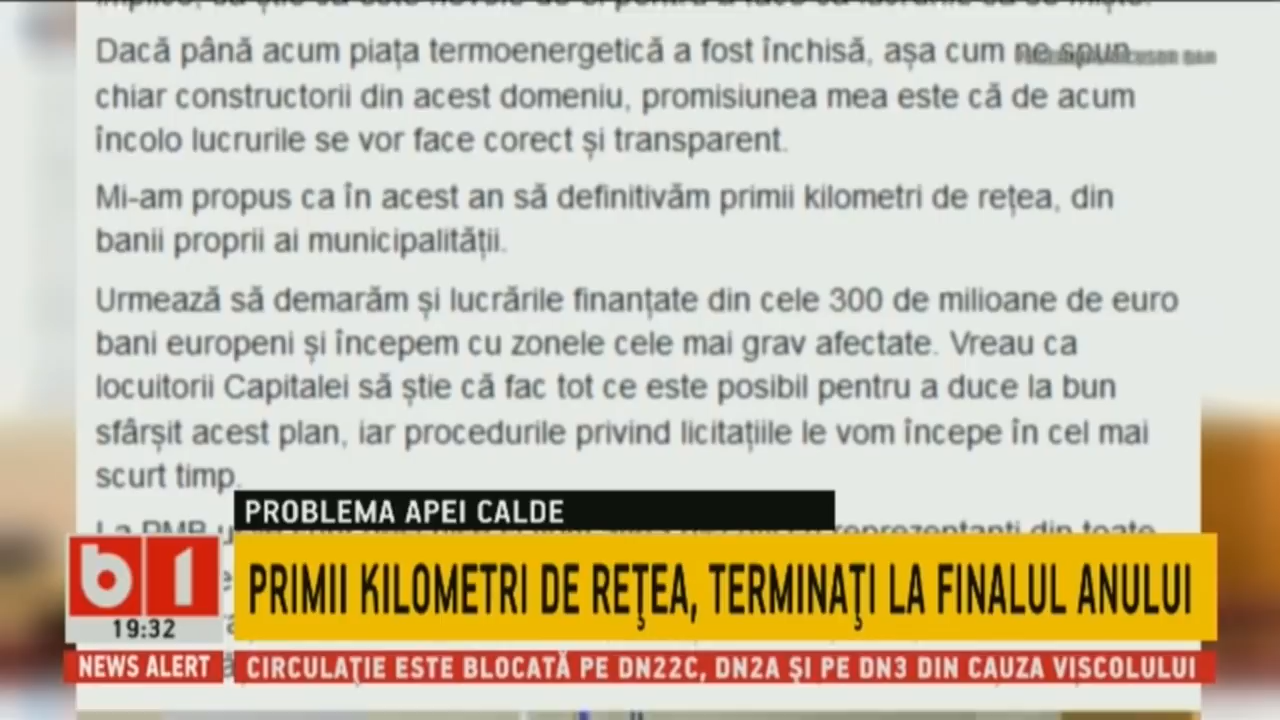 Dacă până acum piața termoenergetică a fost închisă, așa cum ne spun
chiar constructorii din acest domeniu, promisiunea mea este că de acum
încolo lucrurile se vor face corect și transparent.
Mi-am propus ca în acest an să definitivăm primii kilometri de rețea, din
banii proprii ai municipalității.
Urmează să demarăm și lucrările finanțate din cele 300 de milioane de euro
bani europeni și începem cu zonele cele mai grav afectate. Vreau ca
locuitorii Capitalei să știe că fac tot ce este posibil pentru a duce la bun
sfârșit acest plan, iar procedurile privind licitațiile le vom începe în cel mai
scurt timp.
PROBLEMA APEI CALDE
La PMB
reprezentanți din toate
b1
PRIMII KILOMETRI DE REŢEA, TERMINAŢI LA FINALUL ANULUI
19:32
NEWS ALERT
CIRCULAŢIE ESTE BLOCATĂ PE DN22C, DN2A ŞI PE DN3 DIN CAUZA VISCOLULUI